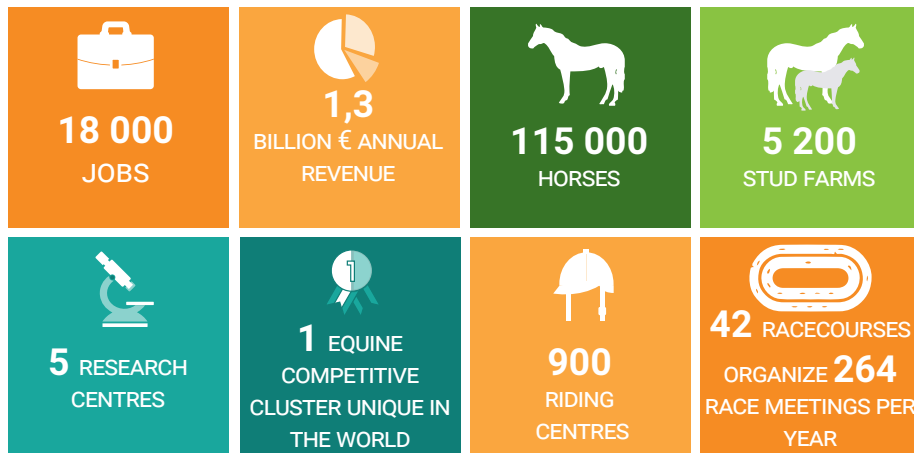 18 000
JOBS
1,3
BILLION € ANNUAL
REVENUE
115 000
HORSES
5 200
STUD FARMS
5 RESEARCH
CENTRES
1
1 EQUINE
COMPETITIVE
CLUSTER UNIQUE IN
THE WORLD
900
RIDING
CENTRES
42 RACECOURSES
ORGANIZE 264
RACE MEETINGS PER
YEAR